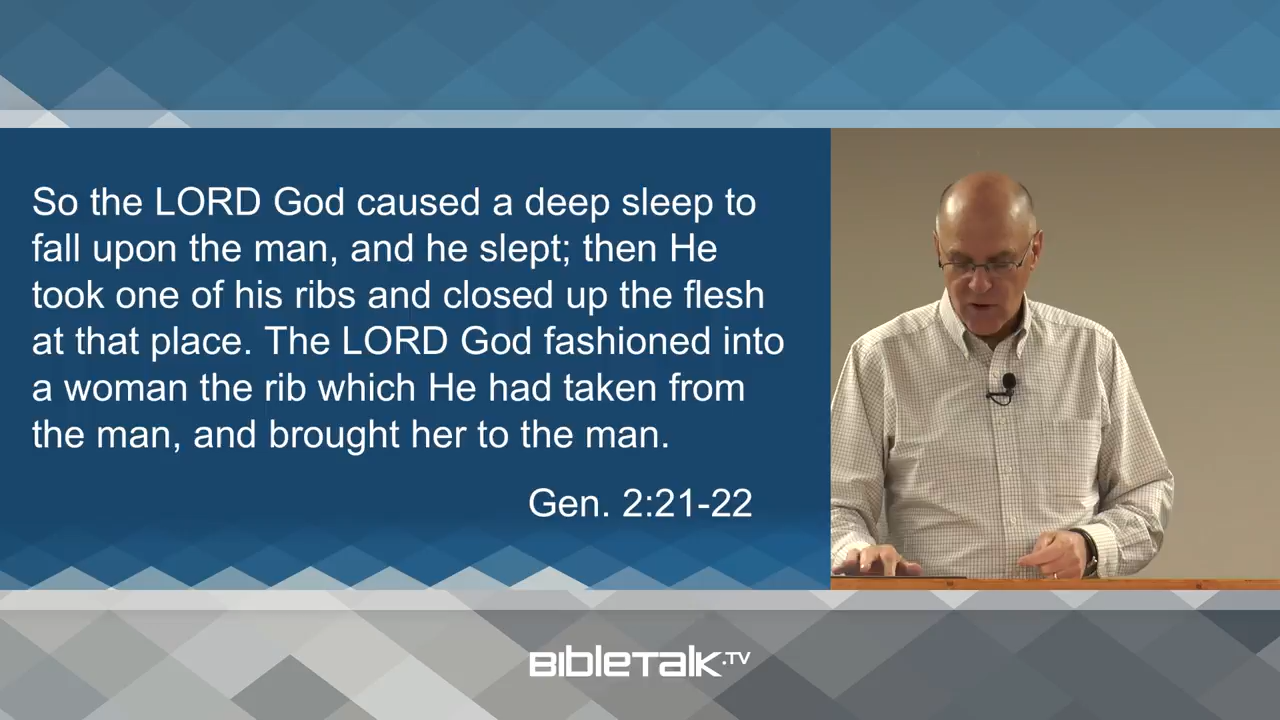 So the LORD God caused a deep sleep to
fall upon the man, and he slept; then He
took one of his ribs and closed up the flesh
at that place. The LORD God fashioned into
a woman the rib which He had taken from
the man, and brought her to the man.
Gen. 2:21-22
BIBLETALK.TV